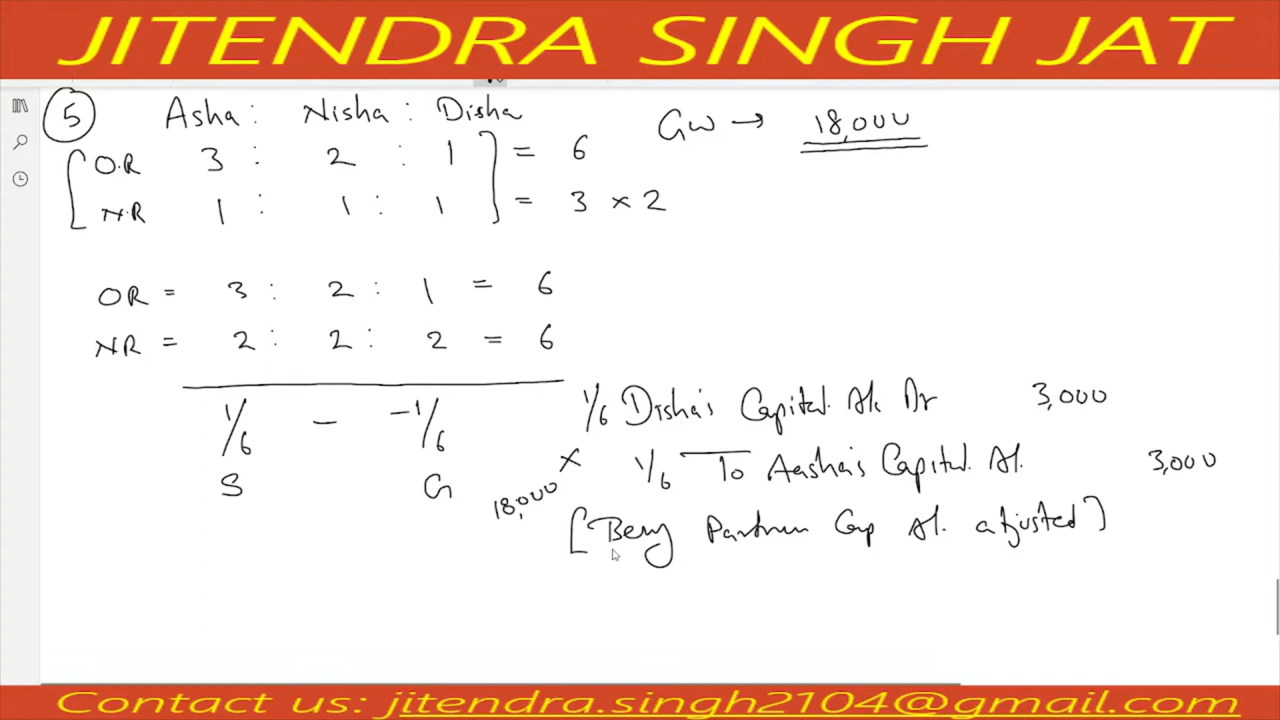 JITENDRA SINGH JAT
5 Asha : Nisha : Disha GW → 18,000
O.R 3 : 2 : 1 = 6
N.R 1 : 1 : 1 = 3 x 2
OR = 3 : 2 : 1 = 6
NR = 2 : 2 : 2 = 6
1/6 - -1/6
S G
1/6 Disha's Capital A/c Dr 3,000
18,000 x 1/6 To Aasha's Capital A/c 3,000
[Being Partner Cap A/c adjusted]
Contact us: jitendra.singh2104@gmail.com